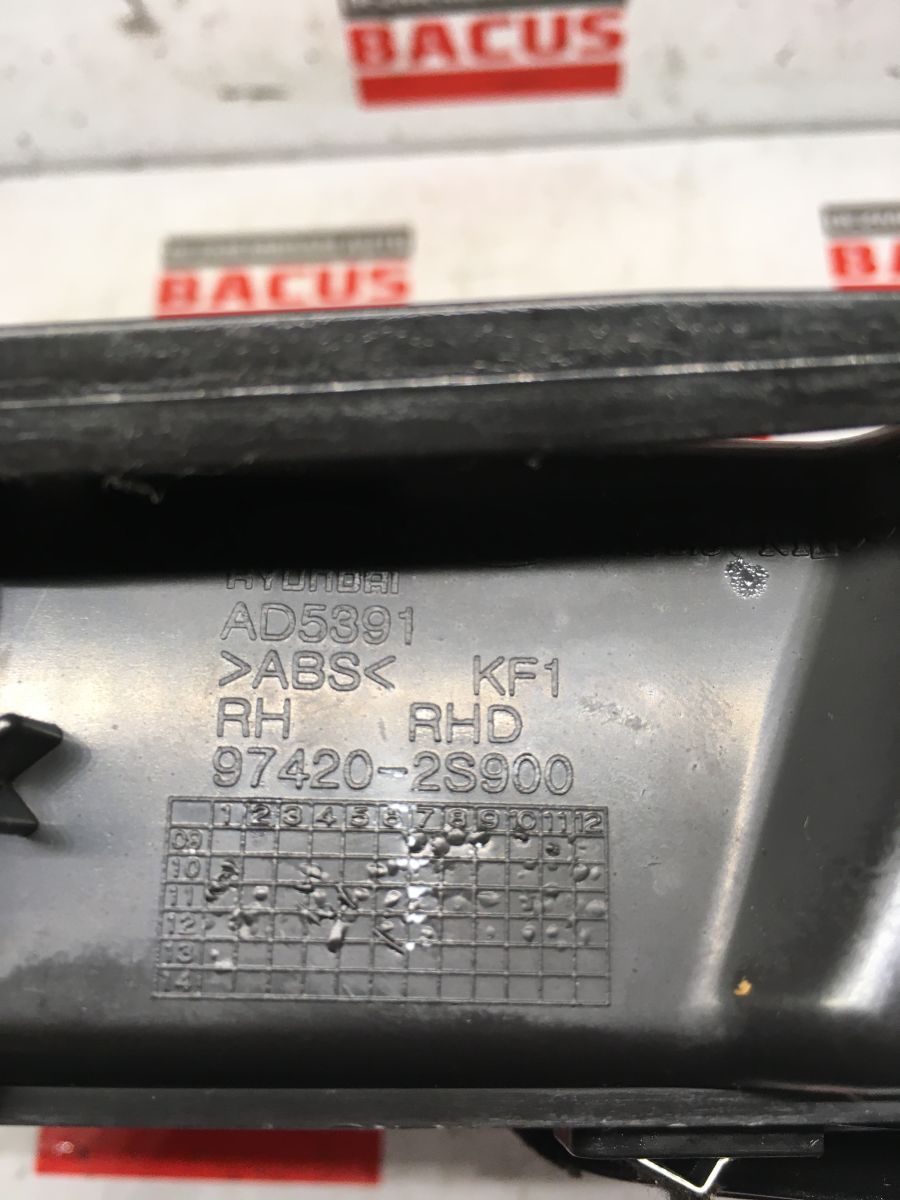 BACUS
BACUS
HYUNDAI
AD5391
>ABS< KF1
RH RHD
97420-2S900
1 2 3 4 5 6 7 8 9 10 11 12
09
10
11
12
13
14